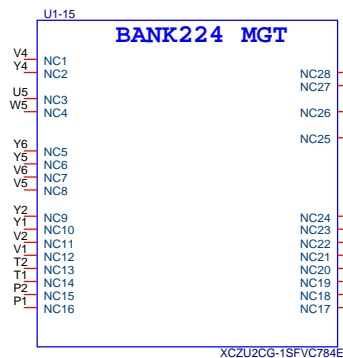 U1-15
BANK224 MGT
V4 NC1
Y4 NC2 NC28
NC27
U5 NC3
W5 NC4 NC26
NC25
Y6 NC5
Y5 NC6
V6 NC7
V5 NC8
Y2 NC9 NC24
Y1 NC10 NC23
V2 NC11 NC22
V1 NC12 NC21
T2 NC13 NC20
T1 NC14 NC19
P2 NC15 NC18
P1 NC16 NC17
XCZU2CG-1SFVC784E